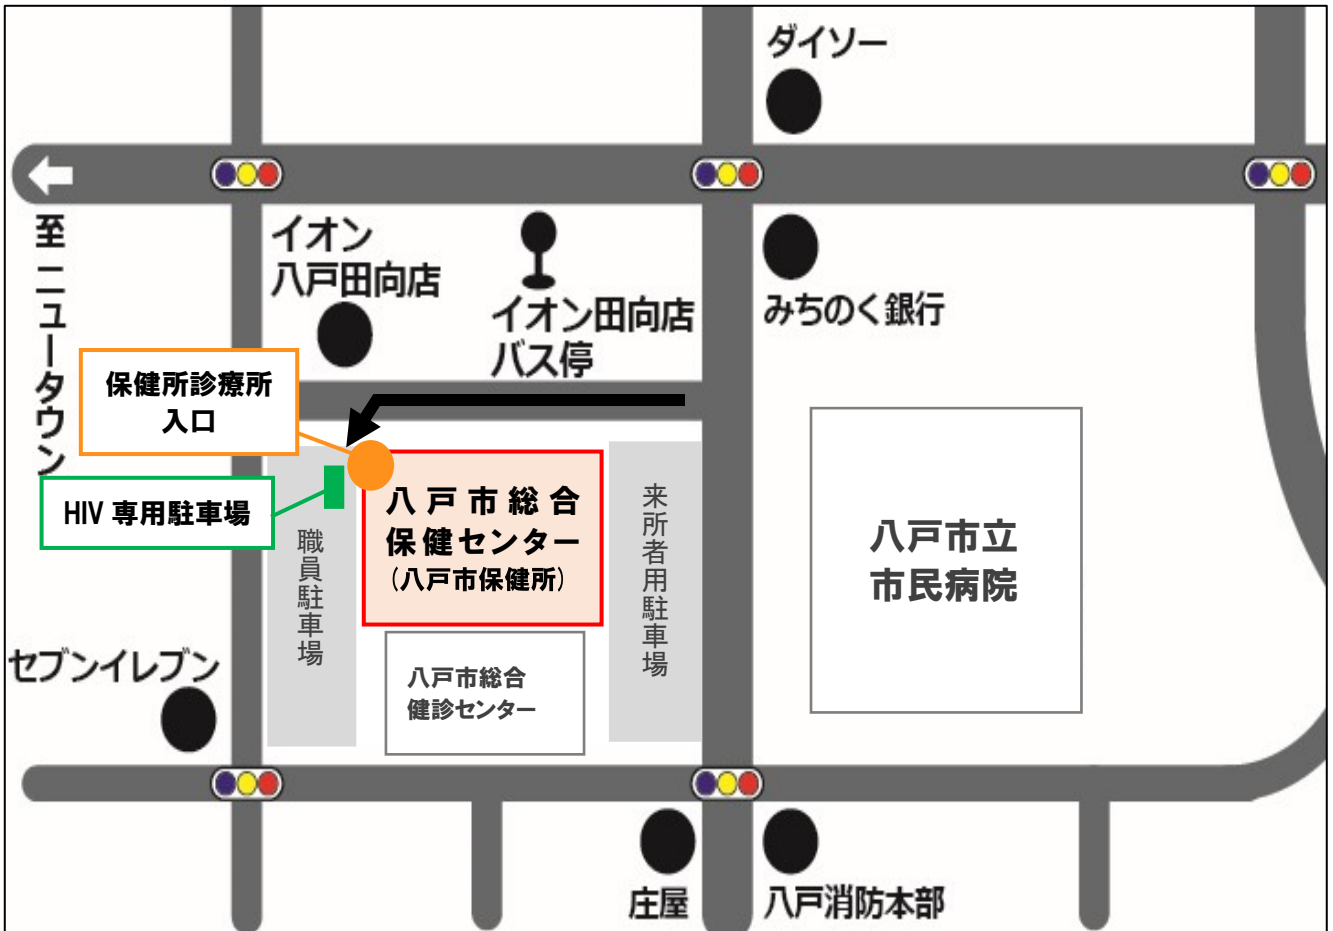 ダイソー
至 ニュータウン
イオン
八戸田向店
イオン田向店
バス停
みちのく銀行
保健所診療所
入口
HIV 専用駐車場
八戸市総合
保健センター
(八戸市保健所)
職員駐車場
来所者用駐車場
八戸市立
市民病院
セブンイレブン
八戸市総合
健診センター
庄屋
八戸消防本部